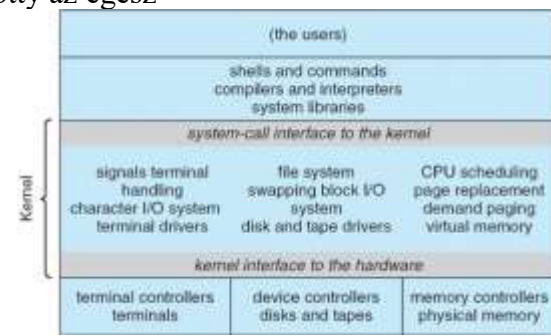 az egész
(the users)
shells and commands
compilers and interpreters
system libraries
system-call interface to the kernel
Kernel
signals terminal
handling
character I/O system
terminal drivers
file system
swapping block I/O
system
disk and tape drivers
CPU scheduling
page replacement
demand paging
virtual memory
kernel interface to the hardware
terminal controllers
terminals
device controllers
disks and tapes
memory controllers
physical memory